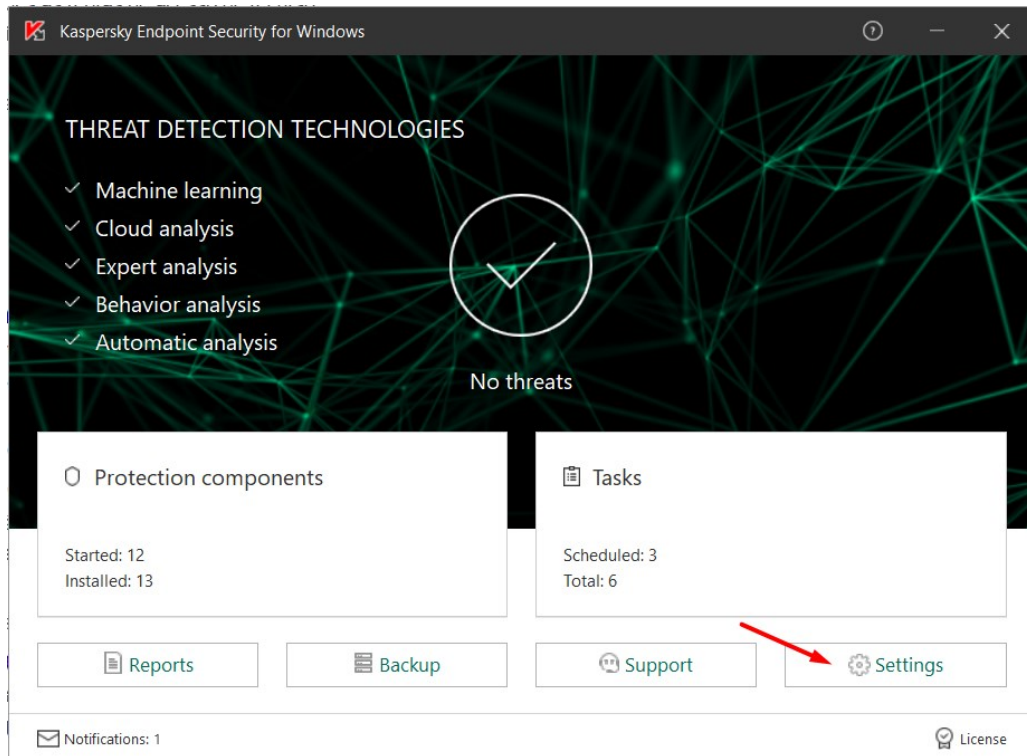 Kaspersky Endpoint Security for Windows
THREAT DETECTION TECHNOLOGIES
Machine learning
Cloud analysis
Expert analysis
Behavior analysis
Automatic analysis
No threats
Protection components
Started: 12
Installed: 13
Tasks
Scheduled: 3
Total: 6
Reports
Backup
Support
Settings
Notifications: 1
License